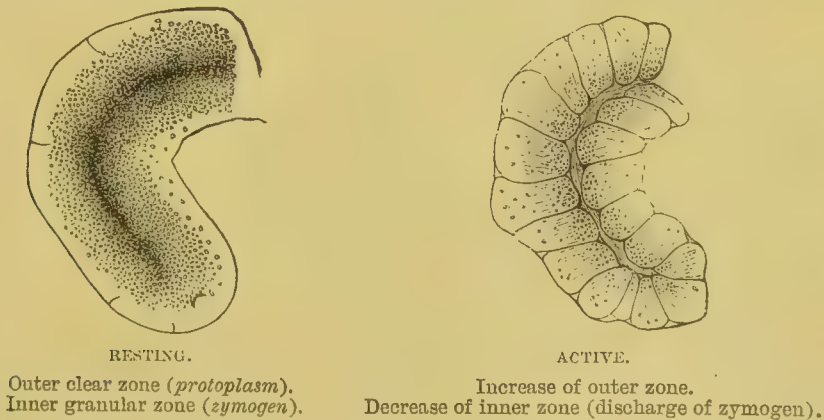 RESTING.
Outer clear zone (protoplasm).
Inner granular zone (zymogen).
ACTIVE.
Increase of outer zone.
Decrease of inner zone (discharge of zymogen).